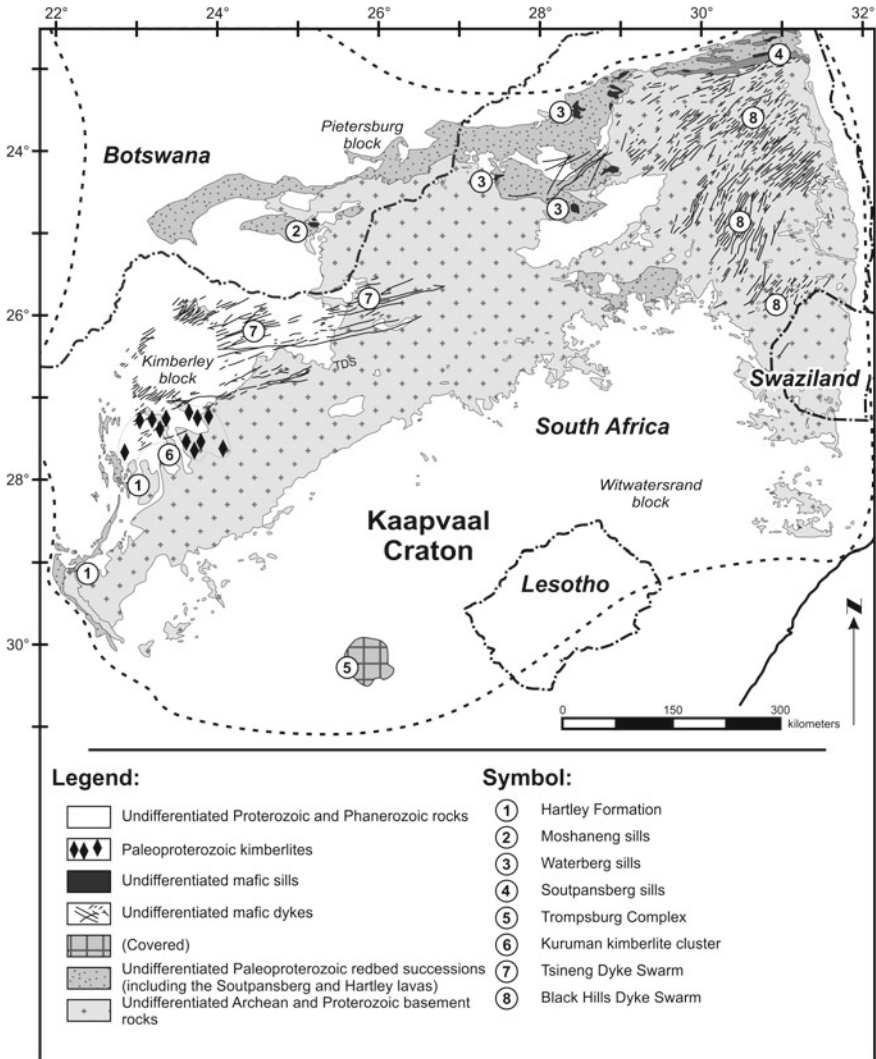 22° 24° 26° 28° 30° 32°
4
3
8
Pietersburg
block
24°
Botswana
3
3
2
8
7
8
26°
7
Kimberley
block
TDS
Swaziland
South Africa
6
28°
1
Witwatersrand
block
Kaapvaal
Craton
1
Lesotho
N
30°
5
0 150 300
kilometers
Legend:
Undifferentiated Proterozoic and Phanerozoic rocks
Paleoproterozoic kimberlites
Undifferentiated mafic sills
Undifferentiated mafic dykes
(Covered)
Undifferentiated Paleoproterozoic redbed successions
(including the Soutpansberg and Hartley lavas)
Undifferentiated Archean and Proterozoic basement
rocks
Symbol:
1 Hartley Formation
2 Moshaneng sills
3 Waterberg sills
4 Soutpansberg sills
5 Trompsburg Complex
6 Kuruman kimberlite cluster
7 Tsineng Dyke Swarm
8 Black Hills Dyke Swarm